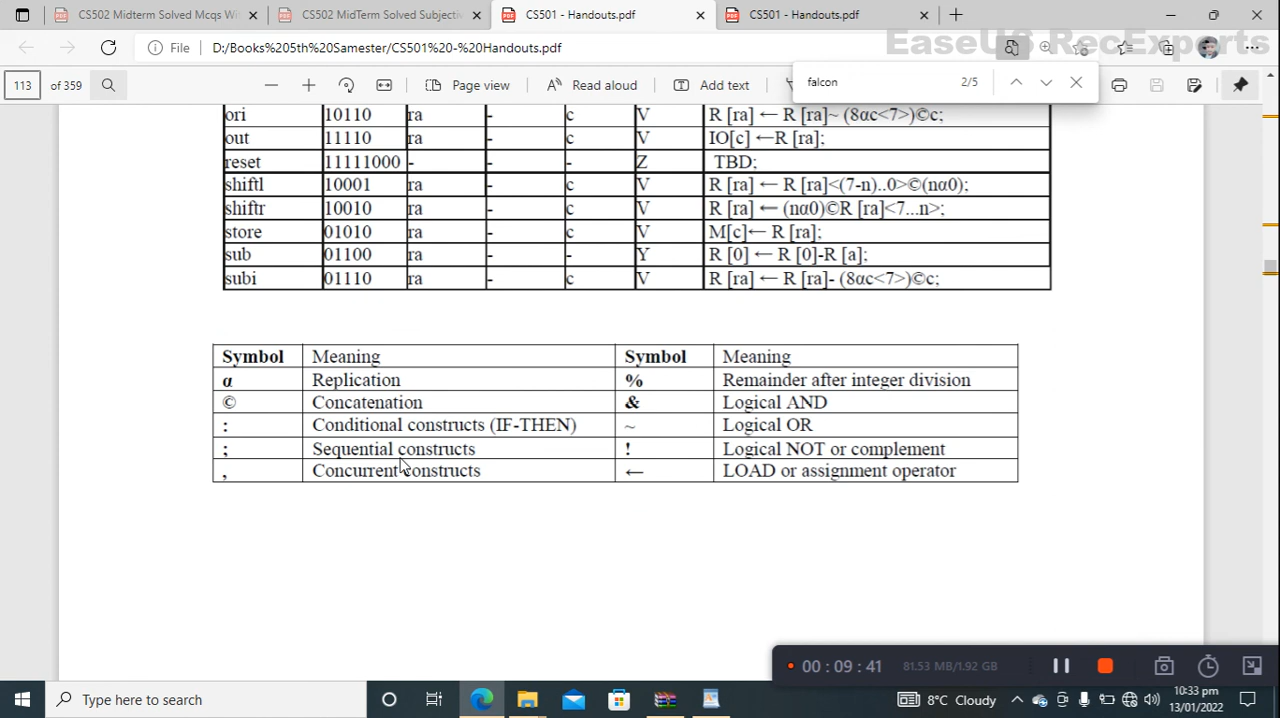 CS502 Midterm Solved Mcqs Wi
CS502 MidTerm Solved Subjectiv
CS501 - Handouts.pdf
CS501 - Handouts.pdf
File D:/Books%205th%20Samester/CS501%20-%20Handouts.pdf
EaseUS RecExperts
113 of 359 Page view Read aloud Add text
falcon 2/5
ori 10110 ra - c V R [ra] ← R [ra]~ (8αc<7>)©c;
out 11110 ra - c V IO[c] ←R [ra];
reset 11111000 - - - Z TBD;
shiftl 10001 ra - c V R [ra] ← R [ra]<(7-n)..0>©(nα0);
shiftr 10010 ra - c V R [ra] ← (nα0)©R [ra]<7...n>;
store 01010 ra - c V M[c]← R [ra];
sub 01100 ra - - Y R [0] ← R [0]-R [a];
subi 01110 ra - c V R [ra] ← R [ra]- (8αc<7>)©c;
Symbol Meaning Symbol Meaning
α Replication % Remainder after integer division
© Concatenation & Logical AND
: Conditional constructs (IF-THEN) ~ Logical OR
; Sequential constructs ! Logical NOT or complement
, Concurrent constructs ← LOAD or assignment operator
00 : 09 : 41 81.53 MB/1.92 GB
Type here to search
8°C Cloudy
10:33 pm
13/01/2022